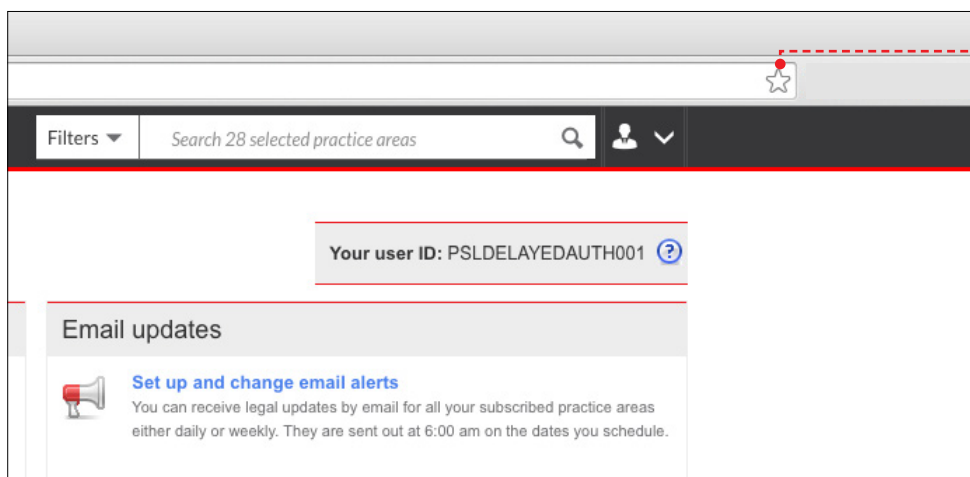 Filters
Search 28 selected practice areas
Your user ID: PSLDELAYEDAUTH001 ?
Email updates
Set up and change email alerts
You can receive legal updates by email for all your subscribed practice areas
either daily or weekly. They are sent out at 6:00 am on the dates you schedule.